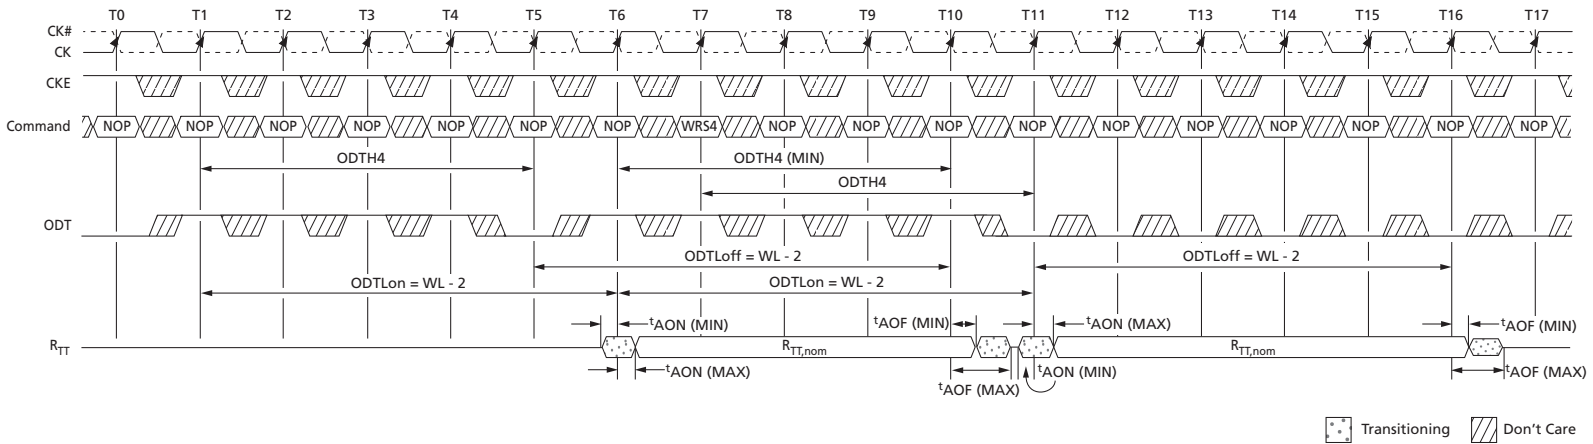 T0 T1 T2 T3 T4 T5 T6 T7 T8 T9 T10 T11 T12 T13 T14 T15 T16 T17
CK#
CK
CKE
Command NOP NOP NOP NOP NOP NOP NOP WRS4 NOP NOP NOP NOP NOP NOP NOP NOP NOP NOP
ODTH4 ODTH4 (MIN)
ODTH4
ODT
ODTLoff = WL - 2 ODTLoff = WL - 2
ODTLon = WL - 2 ODTLon = WL - 2
tAON (MIN) tAOF (MIN) tAON (MAX) tAOF (MIN)
RTT RTT,nom RTT,nom
tAON (MAX) tAON (MIN) tAOF (MAX)
tAOF (MAX)
Transitioning Don't Care